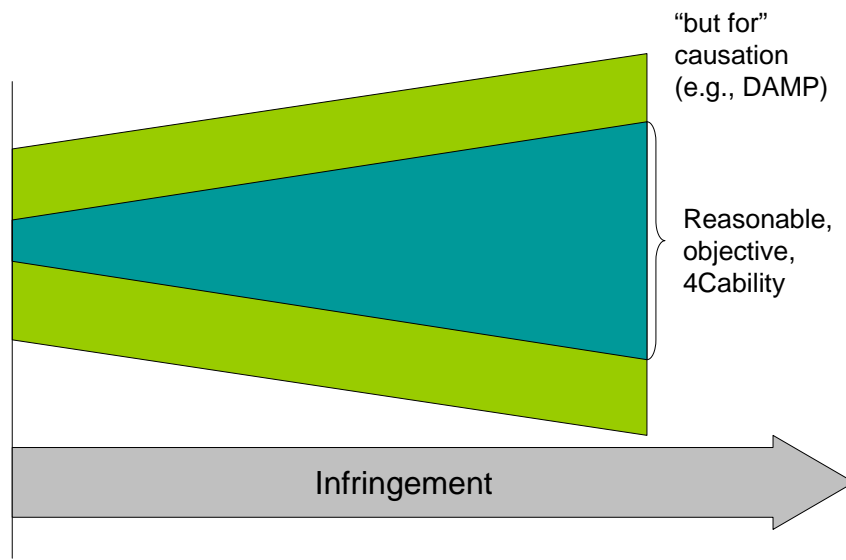 “but for”
causation
(e.g., DAMP)
Reasonable,
objective,
4Cability
Infringement